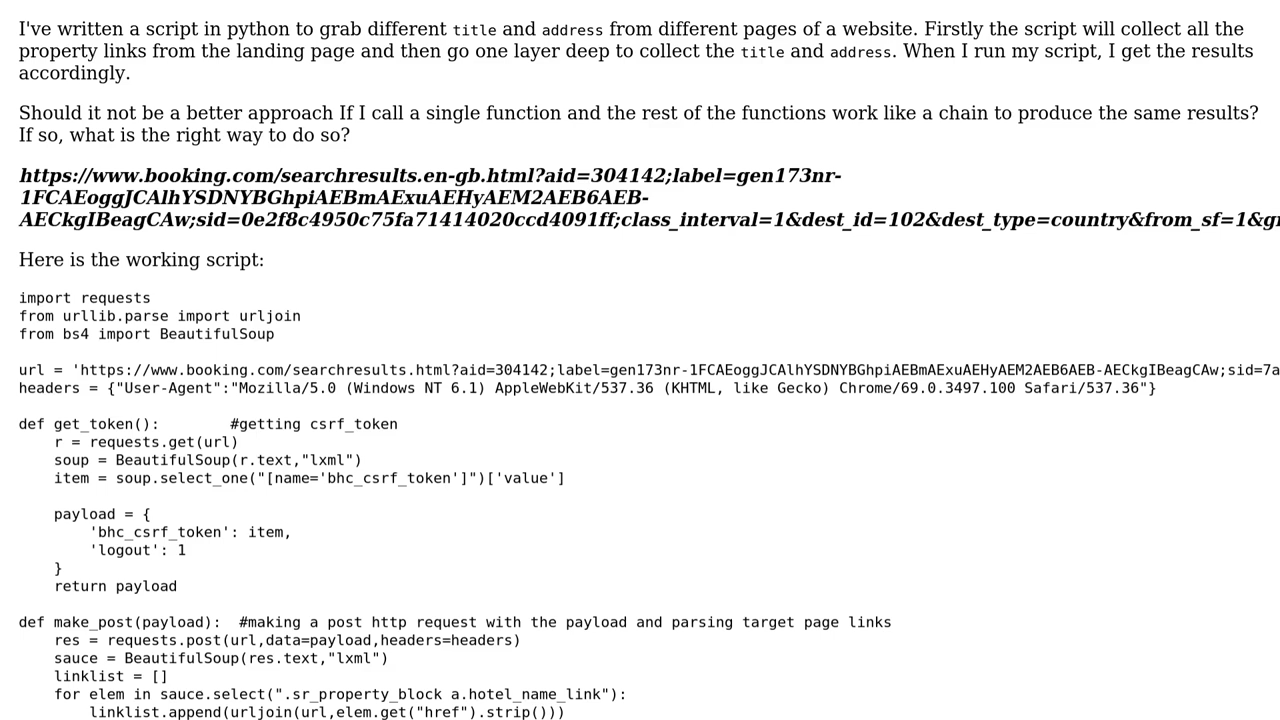 I've written a script in python to grab different title and address from different pages of a website. Firstly the script will collect all the
property links from the landing page and then go one layer deep to collect the title and address. When I run my script, I get the results
accordingly.
Should it not be a better approach If I call a single function and the rest of the functions work like a chain to produce the same results?
If so, what is the right way to do so?
https://www.booking.com/searchresults.en-gb.html?aid=304142;label=gen173nr-
1FCAEoggJCAlhYSDNYBGhpiAEBmAExuAEHyAEM2AEB6AEB-
AECkgIBeagCAw;sid=0e2f8c4950c75fa71414020ccd4091ff;class_interval=1&dest_id=102&dest_type=country&from_sf=1&gr
Here is the working script:
import requests
from urllib.parse import urljoin
from bs4 import BeautifulSoup
url = 'https://www.booking.com/searchresults.html?aid=304142;label=gen173nr-1FCAEoggJCAlhYSDNYBGhpiAEBmAExuAEHyAEM2AEB6AEB-AECkgIBeagCAw;sid=7a
headers = {"User-Agent":"Mozilla/5.0 (Windows NT 6.1) AppleWebKit/537.36 (KHTML, like Gecko) Chrome/69.0.3497.100 Safari/537.36"}
def get_token():        #getting csrf_token
    r = requests.get(url)
    soup = BeautifulSoup(r.text,"lxml")
    item = soup.select_one("[name='bhc_csrf_token']")['value']
    payload = {
        'bhc_csrf_token': item,
        'logout': 1
    }
    return payload
def make_post(payload):  #making a post http request with the payload and parsing target page links
    res = requests.post(url,data=payload,headers=headers)
    sauce = BeautifulSoup(res.text,"lxml")
    linklist = []
    for elem in sauce.select(".sr_property_block a.hotel_name_link"):
        linklist.append(urljoin(url,elem.get("href").strip()))